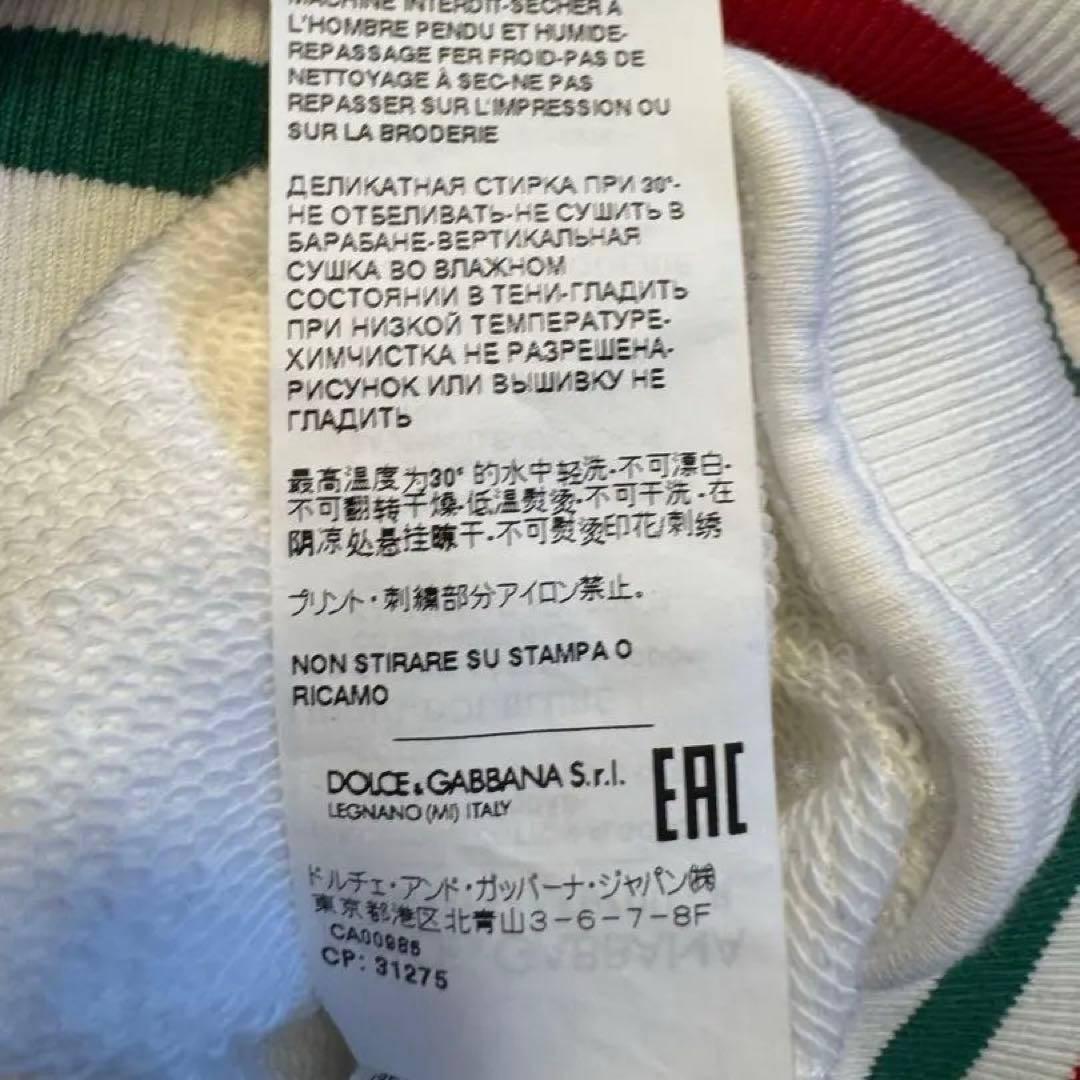 MACHINE INTERDIT-SÉCHER À
L'HOMBRE PENDU ET HUMIDE-
REPASSAGE FER FROID-PAS DE
NETTOYAGE À SEC-NE PAS
REPASSER SUR L'IMPRESSION OU
SUR LA BRODERIE
ДЕЛИКАТНАЯ СТИРКА ПРИ 30°-
НЕ ОТБЕЛИВАТЬ-НЕ СУШИТЬ В
БАРАБАНЕ-ВЕРТИКАЛЬНАЯ
СУШКА ВО ВЛАЖНОМ
СОСТОЯНИИ В ТЕНИ-ГЛАДИТЬ
ПРИ НИЗКОЙ ТЕМПЕРАТУРЕ-
ХИМЧИСТКА НЕ РАЗРЕШЕНА-
РИСУНОК ИЛИ ВЫШИВКУ НЕ
ГЛАДИТЬ
最高温度为30° 的水中轻洗-不可漂白-
不可翻转干燥-低温熨烫-不可干洗-在
阴凉处悬挂晾干-不可熨烫印花/刺绣
プリント・刺繍部分アイロン禁止。
NON STIRARE SU STAMPA O
RICAMO
DOLCE & GABBANA S.r.l.
LEGNANO (MI) ITALY
EAC
ドルチェ・アンド・ガッバーナ・ジャパン㈱
東京都港区北青山3-6-7-8F
CA00986
CP: 31275